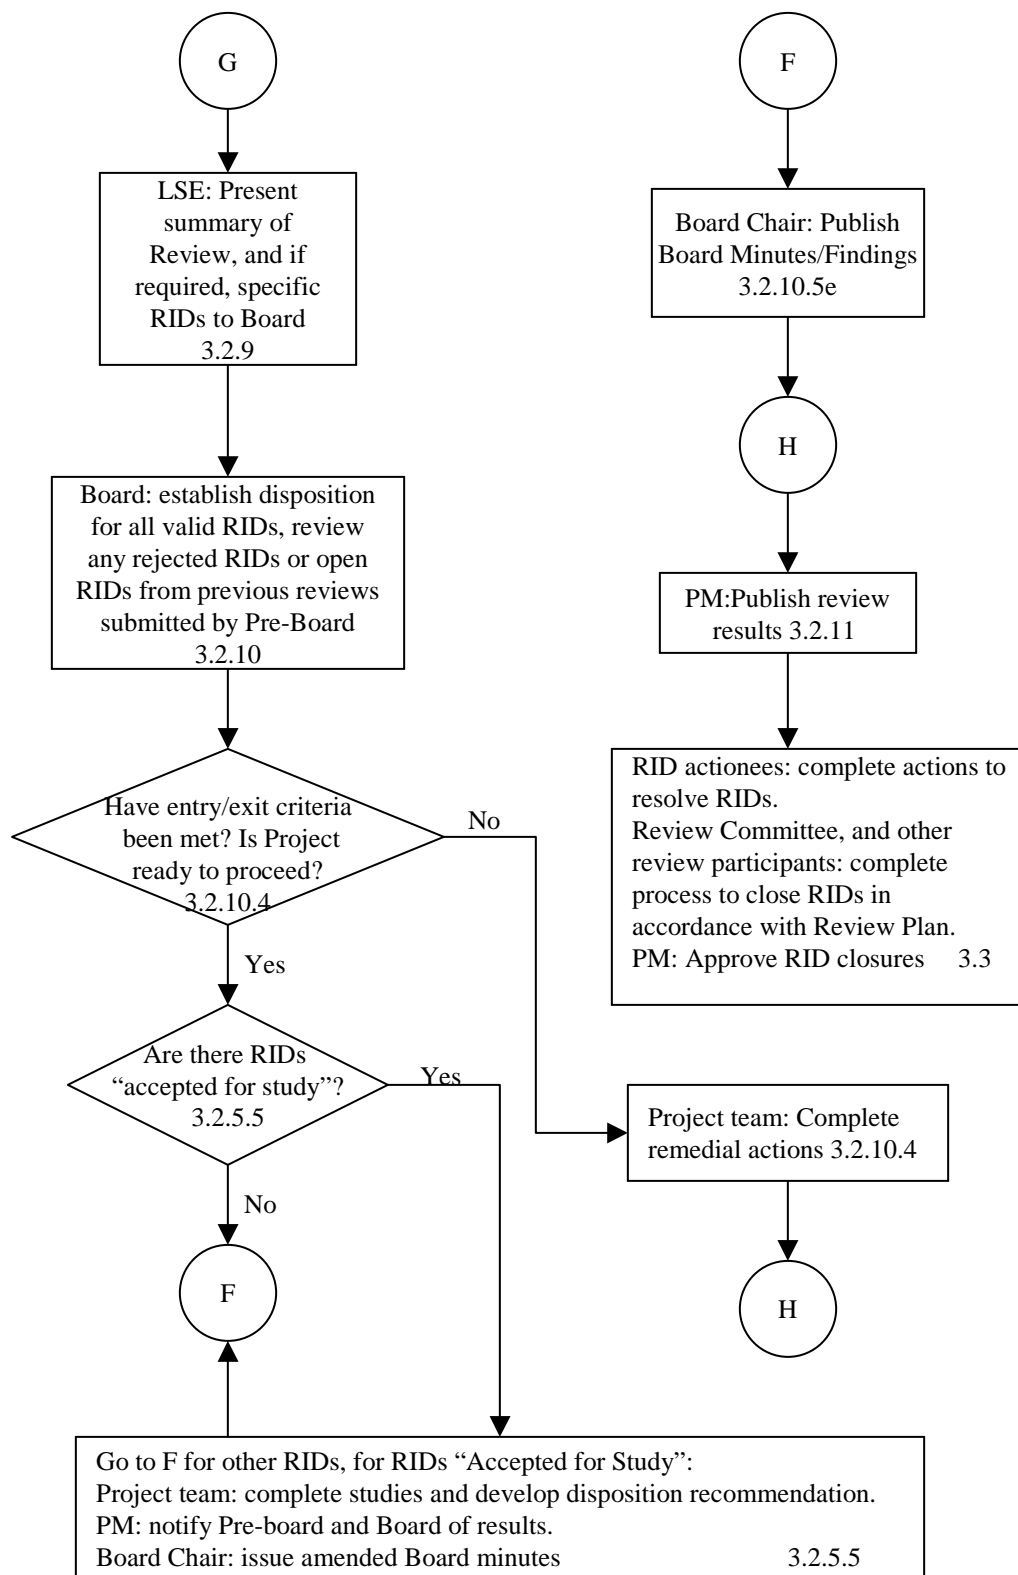 G
LSE: Present
summary of
Review, and if
required, specific
RIDs to Board
3.2.9
Board: establish disposition
for all valid RIDs, review
any rejected RIDs or open
RIDs from previous reviews
submitted by Pre-Board
3.2.10
Have entry/exit criteria
been met? Is Project
ready to proceed?
3.2.10.4
No
Yes
Are there RIDs
“accepted for study”?
3.2.5.5
Yes
No
F
Go to F for other RIDs, for RIDs “Accepted for Study”:
Project team: complete studies and develop disposition recommendation.
PM: notify Pre-board and Board of results.
Board Chair: issue amended Board minutes 3.2.5.5
F
Board Chair: Publish
Board Minutes/Findings
3.2.10.5e
H
PM:Publish review
results 3.2.11
RID actionees: complete actions to
resolve RIDs.
Review Committee, and other
review participants: complete
process to close RIDs in
accordance with Review Plan.
PM: Approve RID closures 3.3
Project team: Complete
remedial actions 3.2.10.4
H